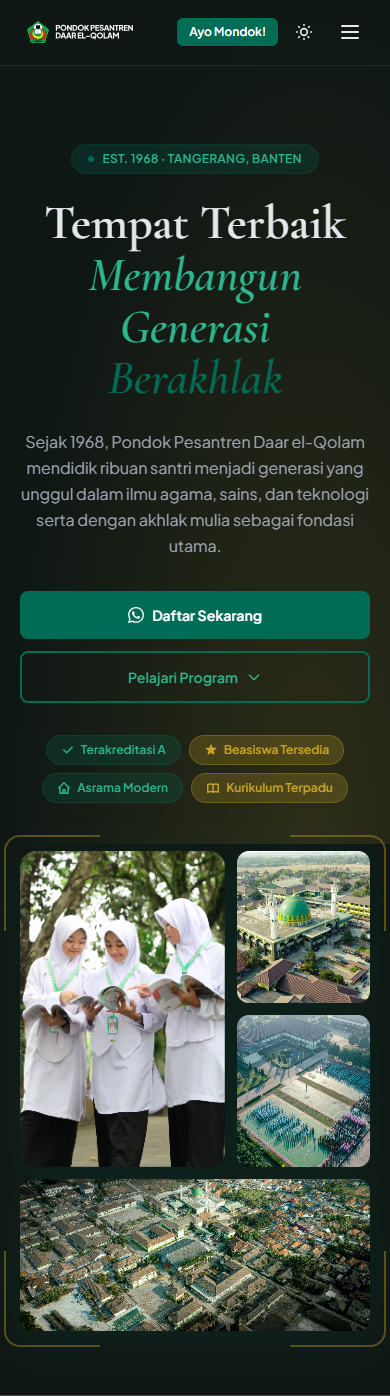 PONDOK PESANTREN
DAAR EL-QOLAM
Ayo Mondok!
EST. 1968 · TANGERANG, BANTEN
Tempat Terbaik
Membangun
Generasi
Berakhlak
Sejak 1968, Pondok Pesantren Daar el-Qolam
mendidik ribuan santri menjadi generasi yang
unggul dalam ilmu agama, sains, dan teknologi
serta dengan akhlak mulia sebagai fondasi
utama.
Daftar Sekarang
Pelajari Program
Terakreditasi A
Beasiswa Tersedia
Asrama Modern
Kurikulum Terpadu